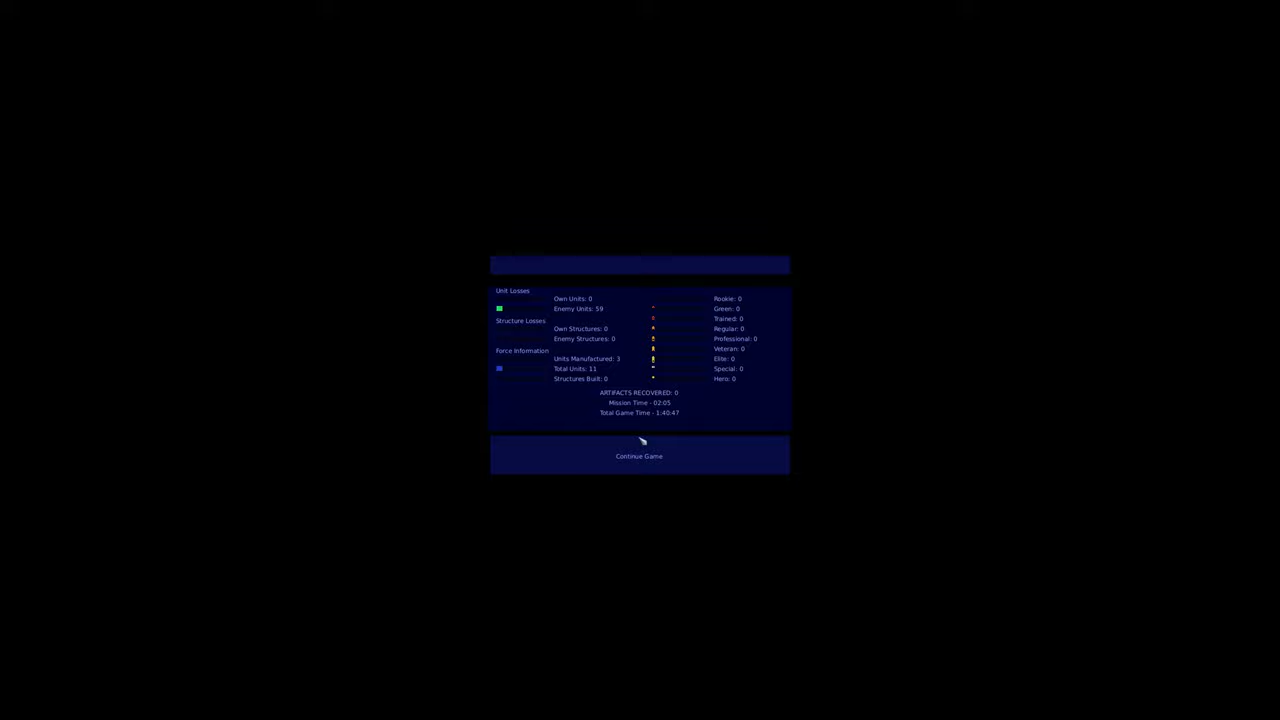 Unit Losses
Own Units: 0
Rookie: 0
Enemy Units: 59
Green: 0
Structure Losses
Trained: 0
Own Structures: 0
Regular: 0
Enemy Structures: 0
Professional: 0
Force Information
Veteran: 0
Units Manufactured: 3
Elite: 0
Total Units: 11
Special: 0
Structures Built: 0
Hero: 0
ARTIFACTS RECOVERED: 0
Mission Time - 02:05
Total Game Time - 1:40:47
Continue Game